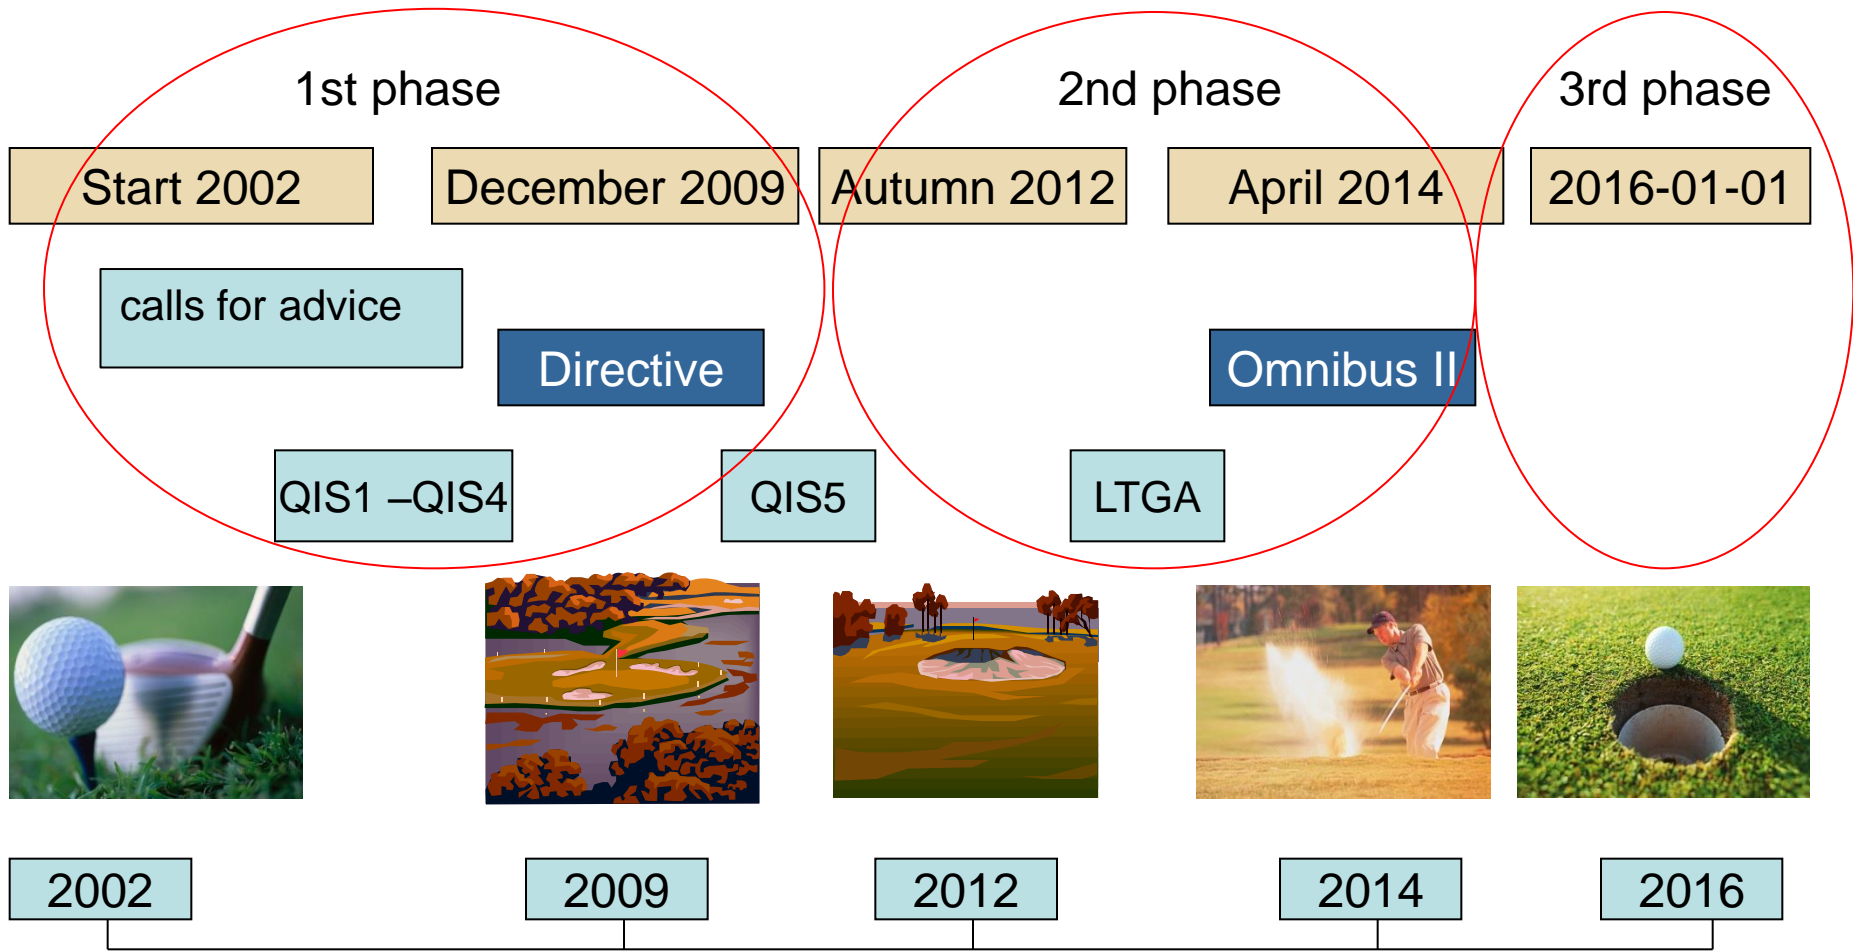 1st phase
2nd phase
3rd phase
Start 2002
December 2009
Autumn 2012
April 2014
2016-01-01
calls for advice
Directive
Omnibus II
QIS1 –QIS4
QIS5
LTGA
2002
2009
2012
2014
2016